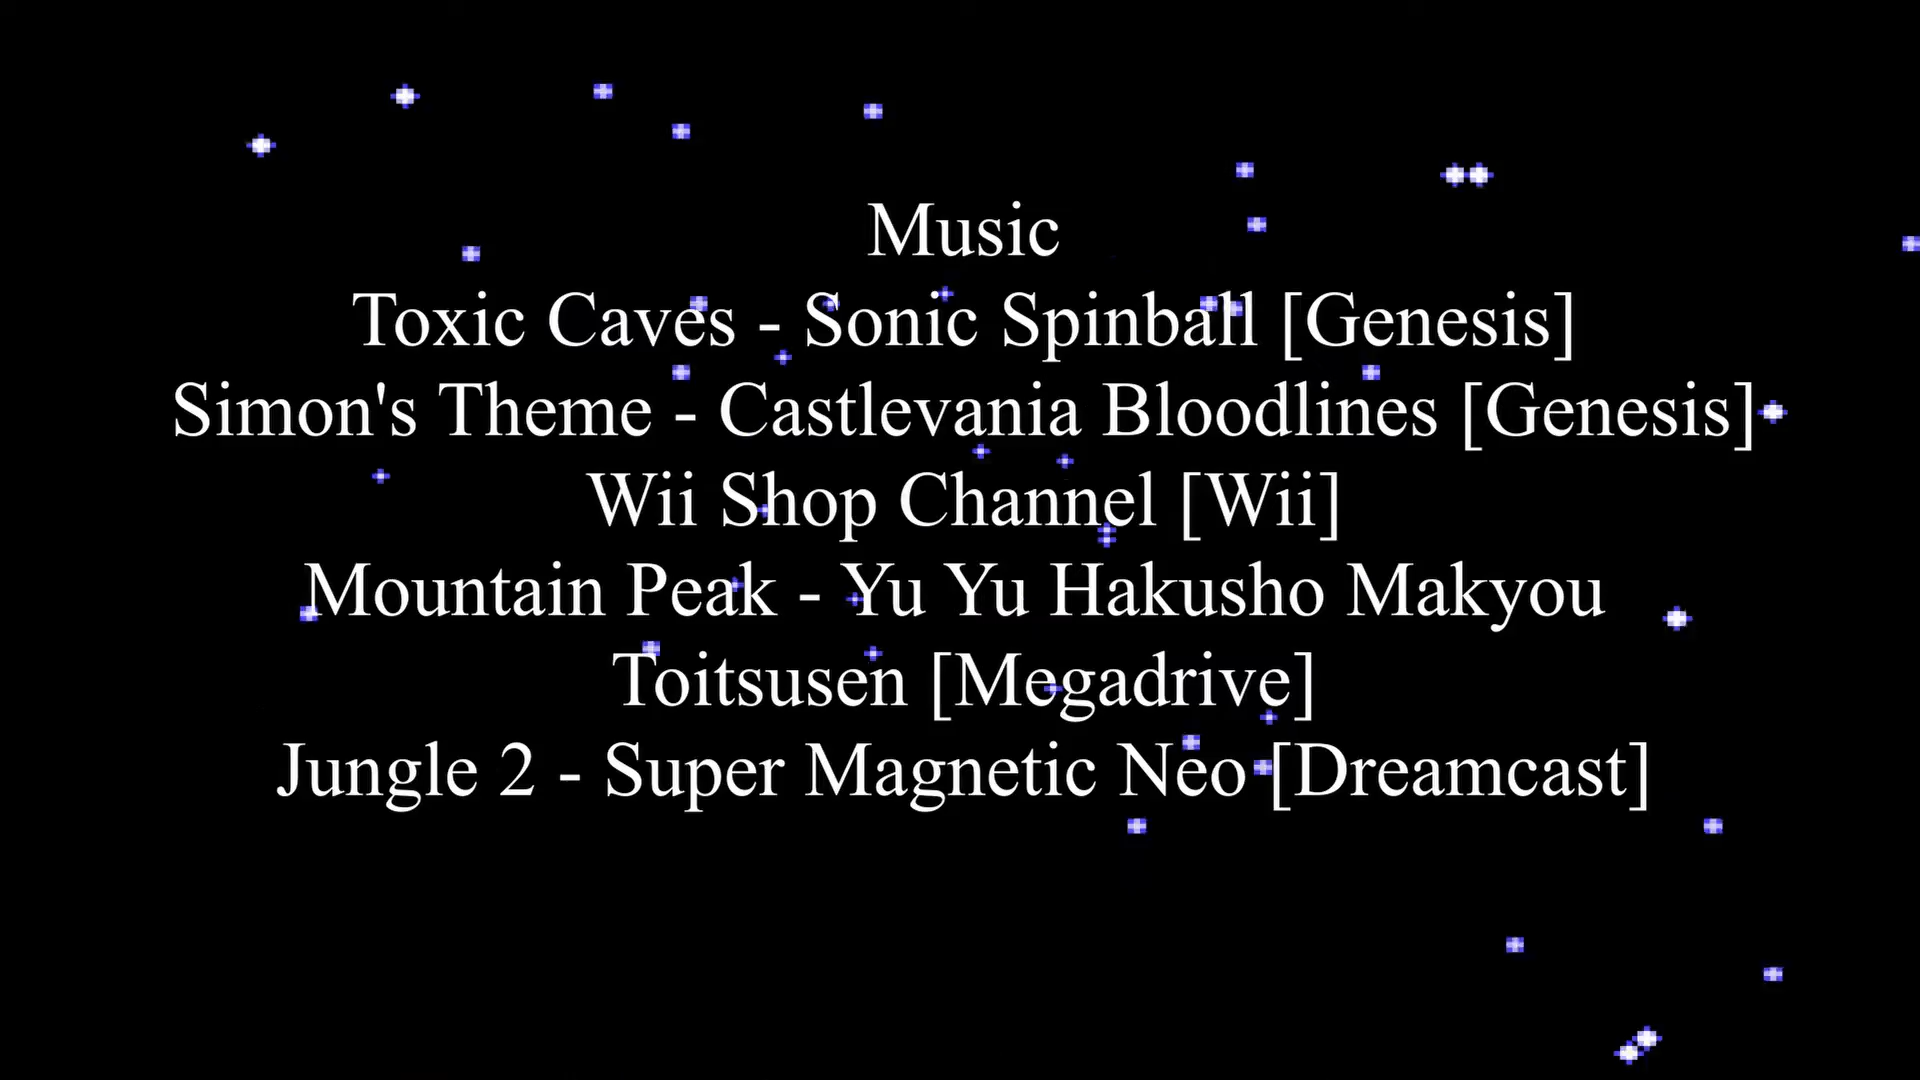 Music
Toxic Caves - Sonic Spinball [Genesis]
Simon's Theme - Castlevania Bloodlines [Genesis]
Wii Shop Channel [Wii]
Mountain Peak - Yu Yu Hakusho Makyou
Toitsusen [Megadrive]
Jungle 2 - Super Magnetic Neo [Dreamcast]